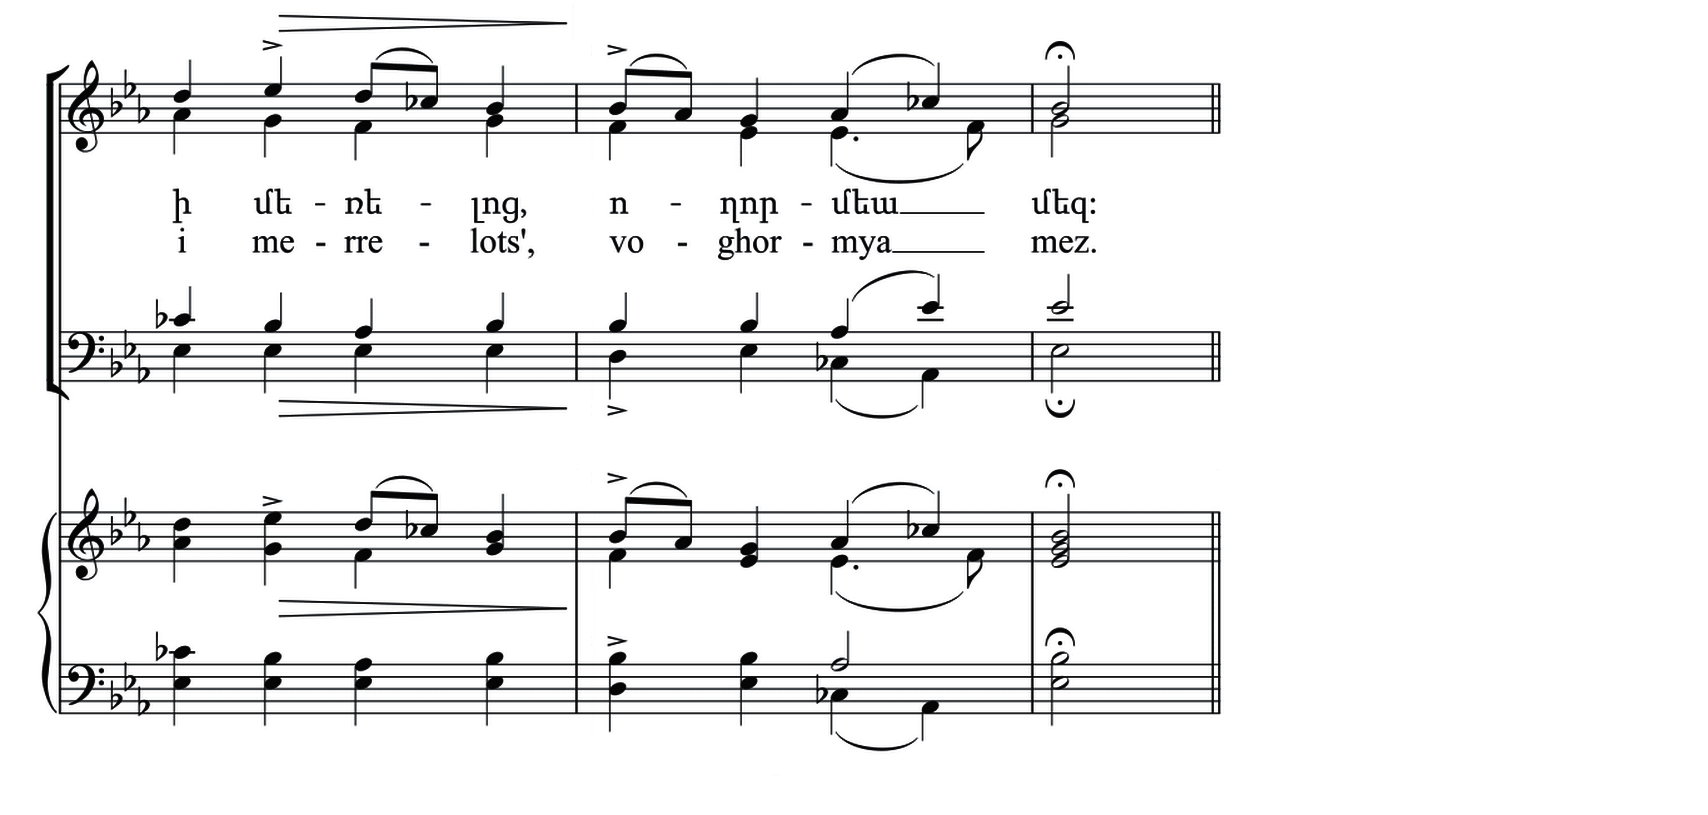 ի մե - ռե - լոց, ո - ղոր - մեա մեզ:
i me - rre - lots', vo - ghor - mya mez.